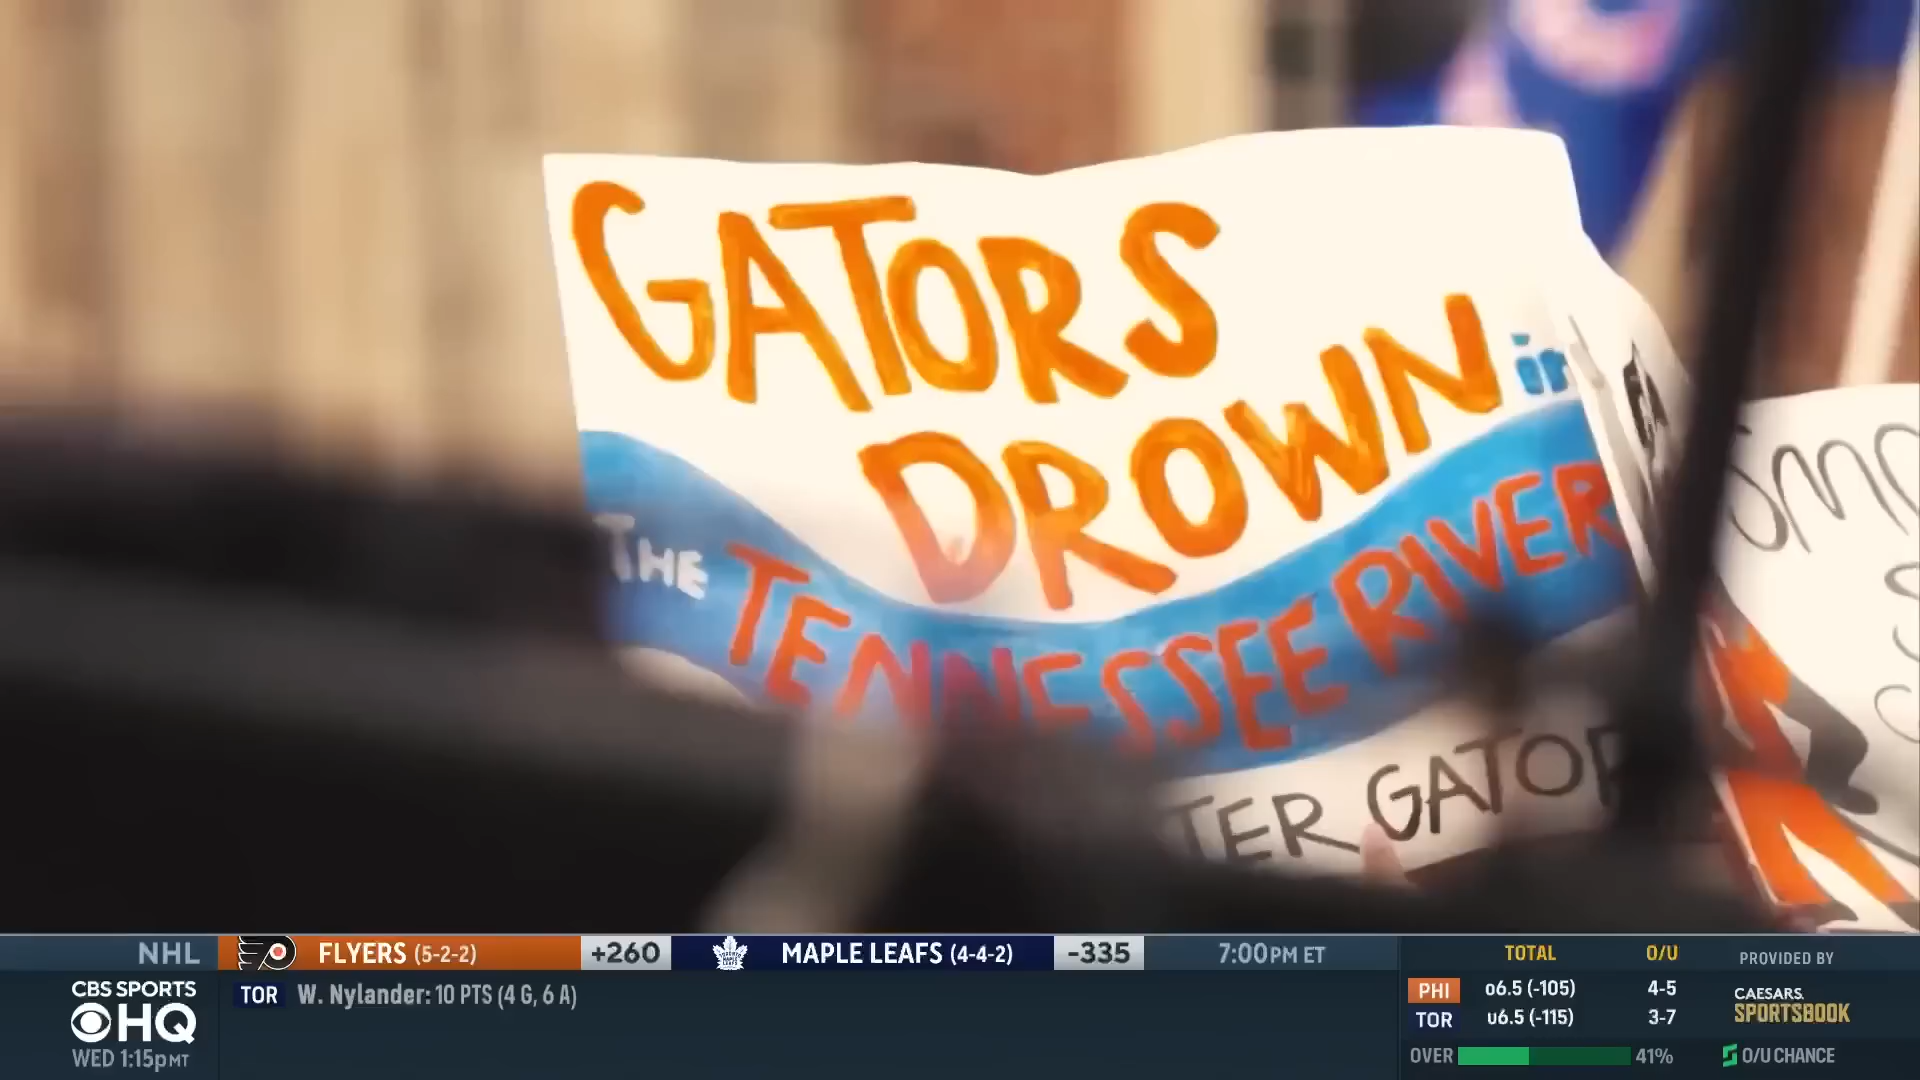 GATORS
DROWN in
THE TENNESSEE RIVER
TER GATOR
NHL FLYERS (5-2-2) +260 MAPLE LEAFS (4-4-2) -335 7:00PM ET
TOR W. Nylander: 10 PTS (4 G, 6 A)
CBS SPORTS
HQ
WED 1:15pMT
TOTAL O/U
PHI o6.5 (-105) 4-5
TOR u6.5 (-115) 3-7
OVER 41% O/U CHANCE
PROVIDED BY
CAESARS
SPORTSBOOK